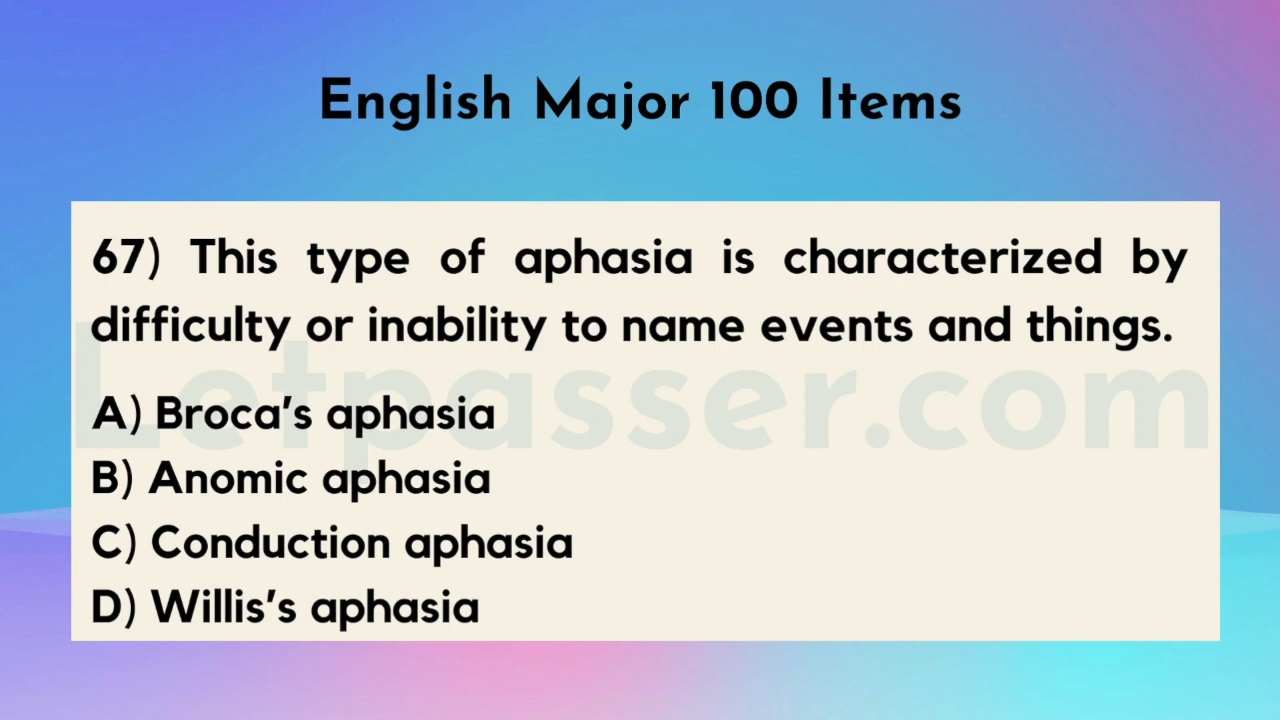 English Major 100 Items
67) This type of aphasia is characterized by
difficulty or inability to name events and things.
Letpasser.com
A) Broca's aphasia
B) Anomic aphasia
C) Conduction aphasia
D) Willis's aphasia